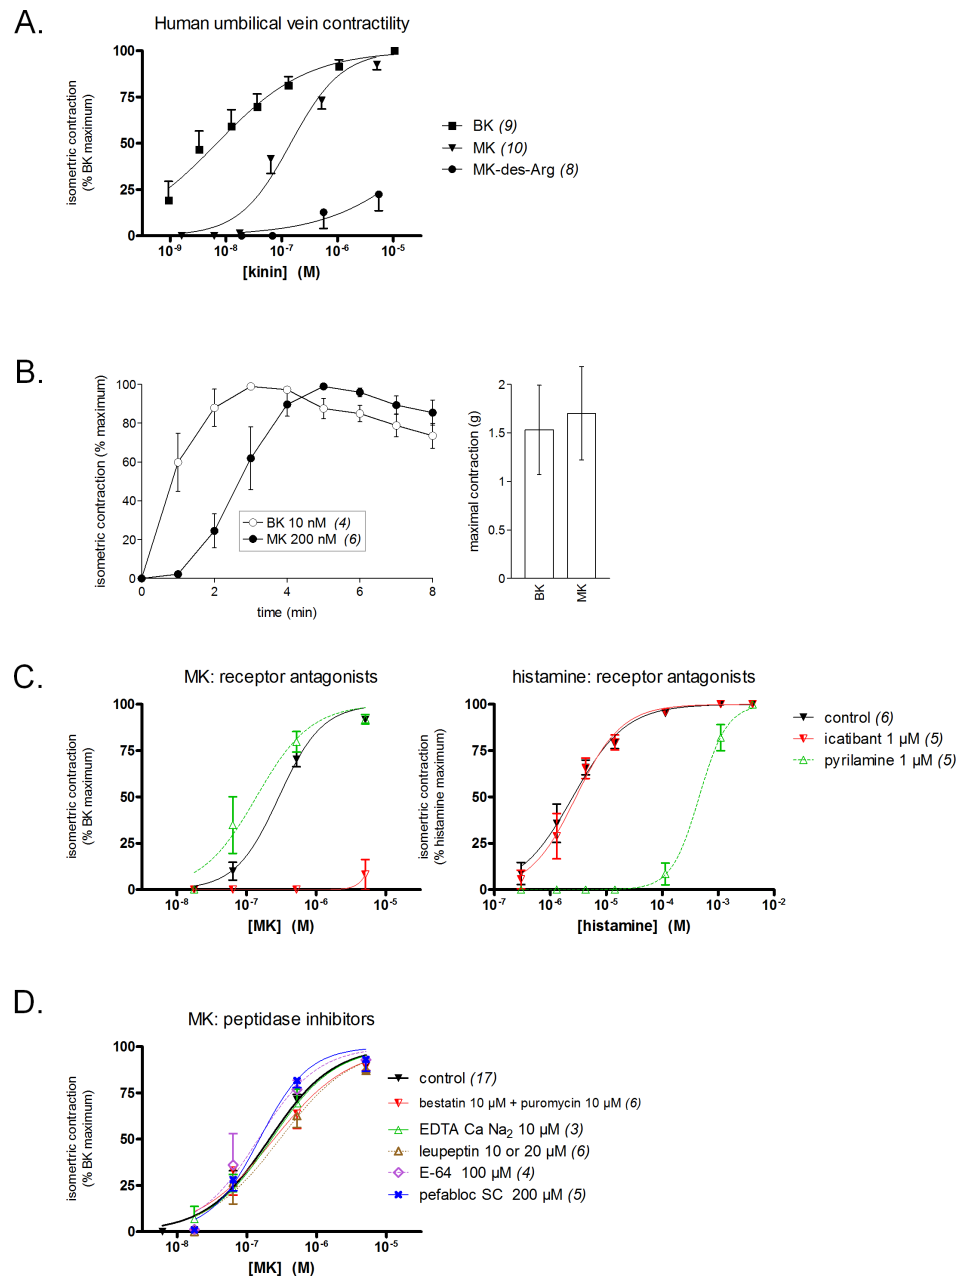 A.
Human umbilical vein contractility
isomertric contraction
(% BK maximum)
100
75
50
25
0
10-9
10-8
10-7
10-6
10-5
[kinin] (M)
BK (9)
MK (10)
MK-des-Arg (8)
B.
isometric contraction (% maximum)
100
80
60
40
20
0
0
2
4
6
8
time (min)
BK 10 nM (4)
MK 200 nM (6)
maximal contraction (g)
2
1.5
1
0.5
0
BK
MK
C.
MK: receptor antagonists
isomertric contraction
(% BK maximum)
100
75
50
25
0
10-8
10-7
10-6
10-5
[MK] (M)
histamine: receptor antagonists
isomertric contraction
(% histamine maximum)
100
75
50
25
0
10-7
10-6
10-5
10-4
10-3
10-2
[histamine] (M)
control (6)
icatibant 1 µM (5)
pyrilamine 1 µM (5)
D.
MK: peptidase inhibitors
isomertric contraction
(% BK maximum)
100
75
50
25
0
10-8
10-7
10-6
10-5
[MK] (M)
control (17)
bestatin 10 µM + puromycin 10 µM (6)
EDTA Ca Na2 10 µM (3)
leupeptin 10 or 20 µM (6)
E-64 100 µM (4)
pefabloc SC 200 µM (5)